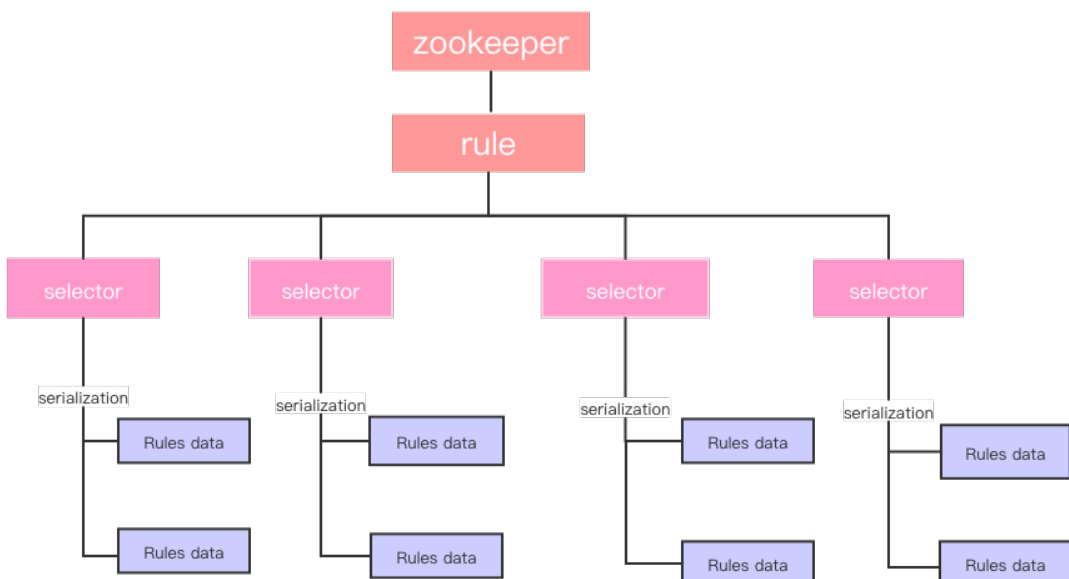 zookeeper
rule
selector
selector
selector
selector
serialization
serialization
serialization
serialization
Rules data
Rules data
Rules data
Rules data
Rules data
Rules data
Rules data
Rules data